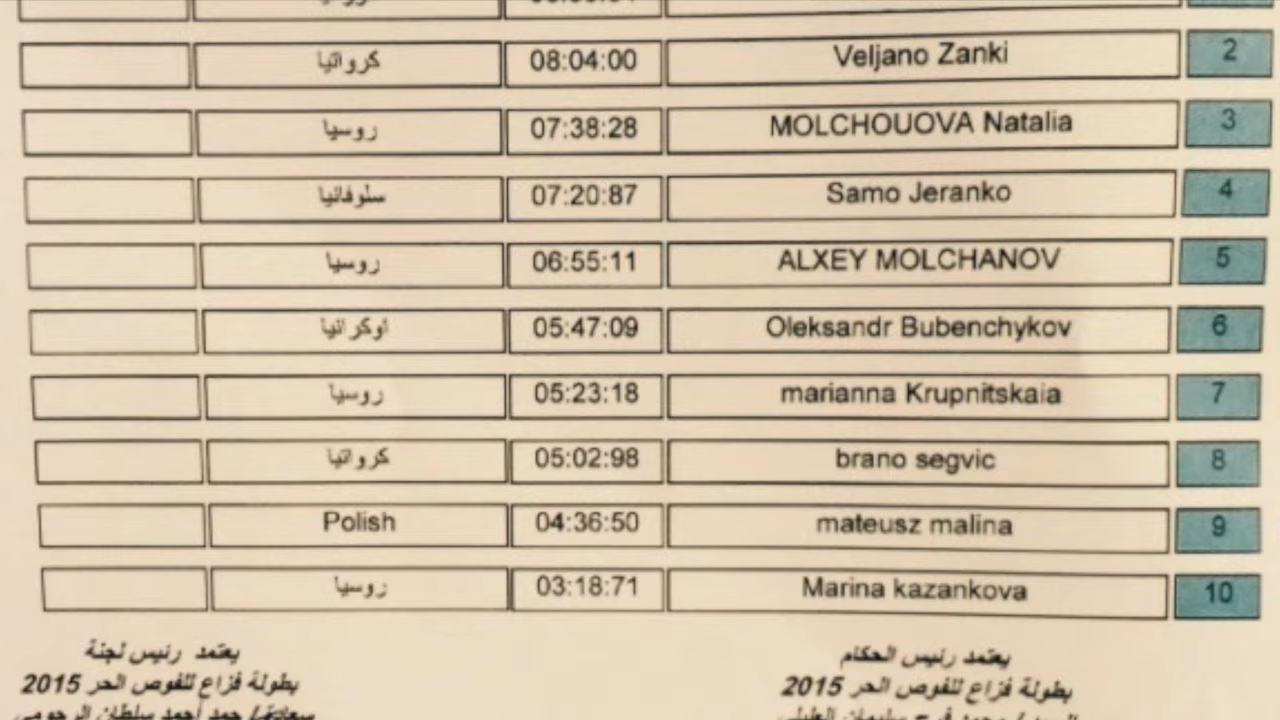 2 Veljano Zanki 08:04:00 كرواتيا
3 MOLCHOUOVA Natalia 07:38:28 روسيا
4 Samo Jeranko 07:20:87 سلوفانيا
5 ALXEY MOLCHANOV 06:55:11 روسيا
6 Oleksandr Bubenchykov 05:47:09 اوكرانيا
7 marianna Krupnitskaia 05:23:18 روسيا
8 brano segvic 05:02:98 كرواتيا
9 mateusz malina 04:36:50 Polish
10 Marina kazankova 03:18:71 روسيا
يعتمد رئيس الحكام
بطولة فزاع للغوص الحر 2015
يعتمد رئيس لجنة
بطولة فزاع للغوص الحر 2015
حمد أحمد سلطان الرحومي